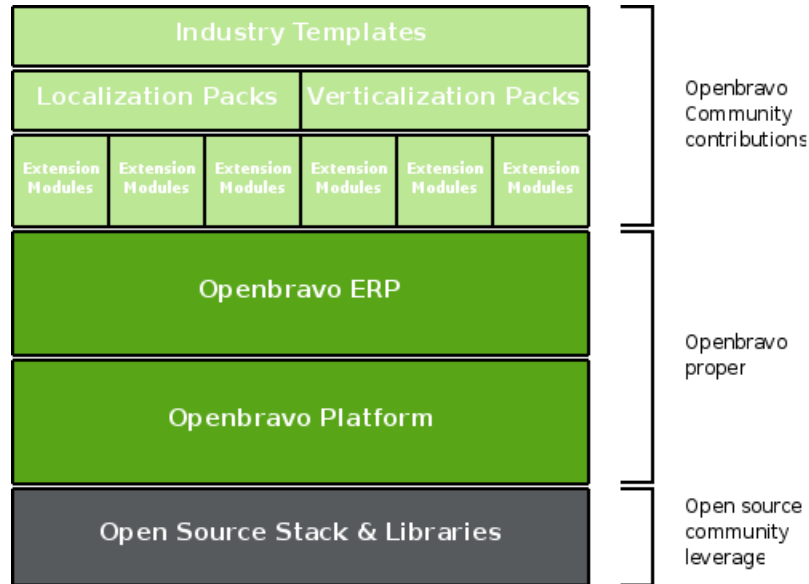 Industry Templates
Localization Packs
Verticalization Packs
Extension
Modules
Extension
Modules
Extension
Modules
Extension
Modules
Extension
Modules
Extension
Modules
Openbravo ERP
Openbravo Platform
Open Source Stack & Libraries
Openbravo
Community
contributions
Openbravo
proper
Open source
community
leverage